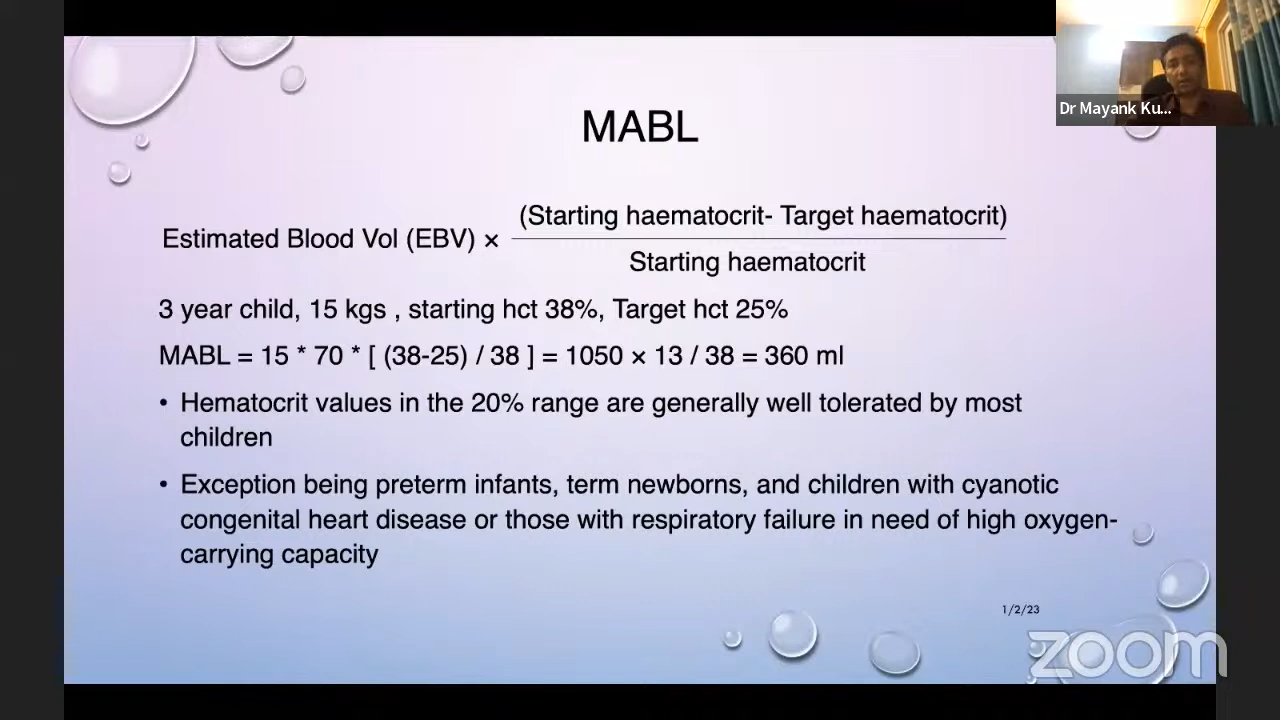 Dr Mayank Ku...
MABL
Estimated Blood Vol (EBV) × (Starting haematocrit- Target haematocrit)
Starting haematocrit
3 year child, 15 kgs , starting hct 38%, Target hct 25%
MABL = 15 * 70 * [ (38-25) / 38 ] = 1050 × 13 / 38 = 360 ml
• Hematocrit values in the 20% range are generally well tolerated by most
children
• Exception being preterm infants, term newborns, and children with cyanotic
congenital heart disease or those with respiratory failure in need of high oxygen-
carrying capacity
1/2/23
zoom